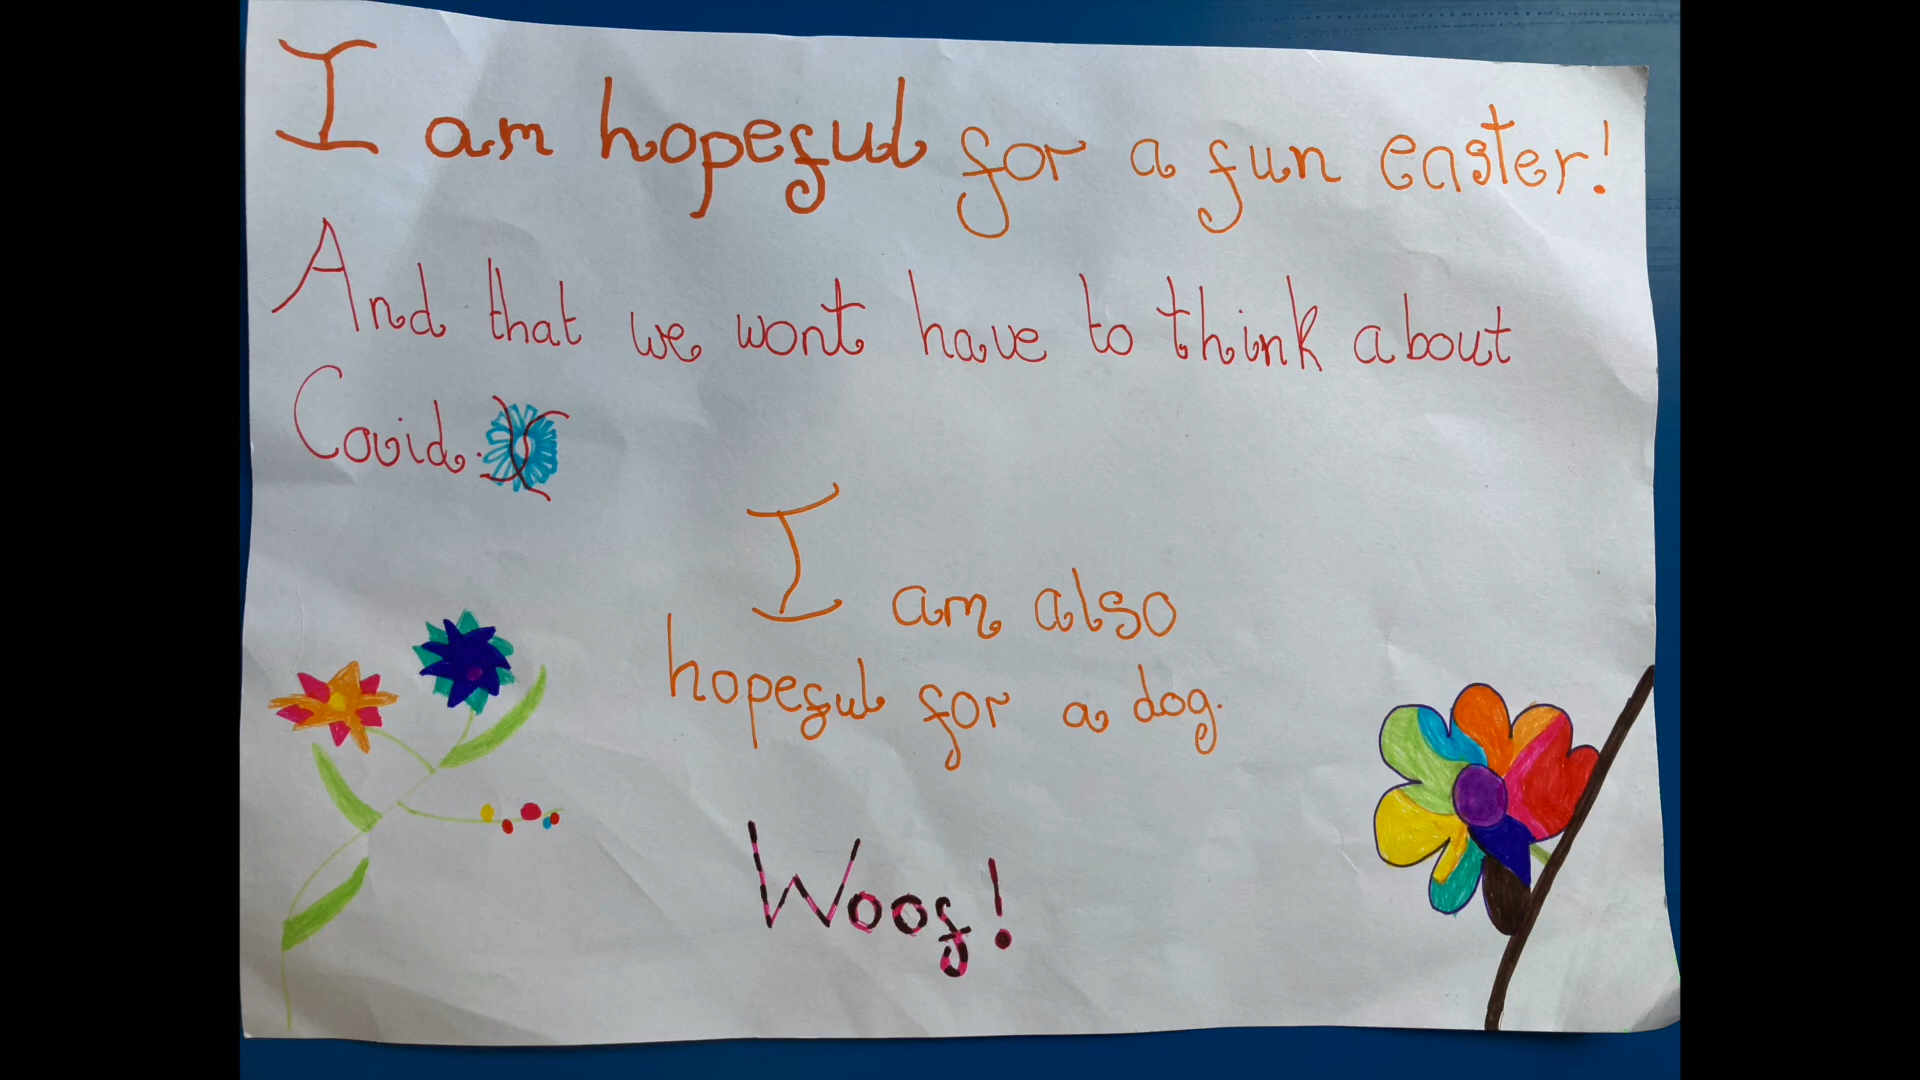 I am hopeful for a fun easter!
And that we wont have to think about
Covid.
I am also
hopeful for a dog.
Woof!